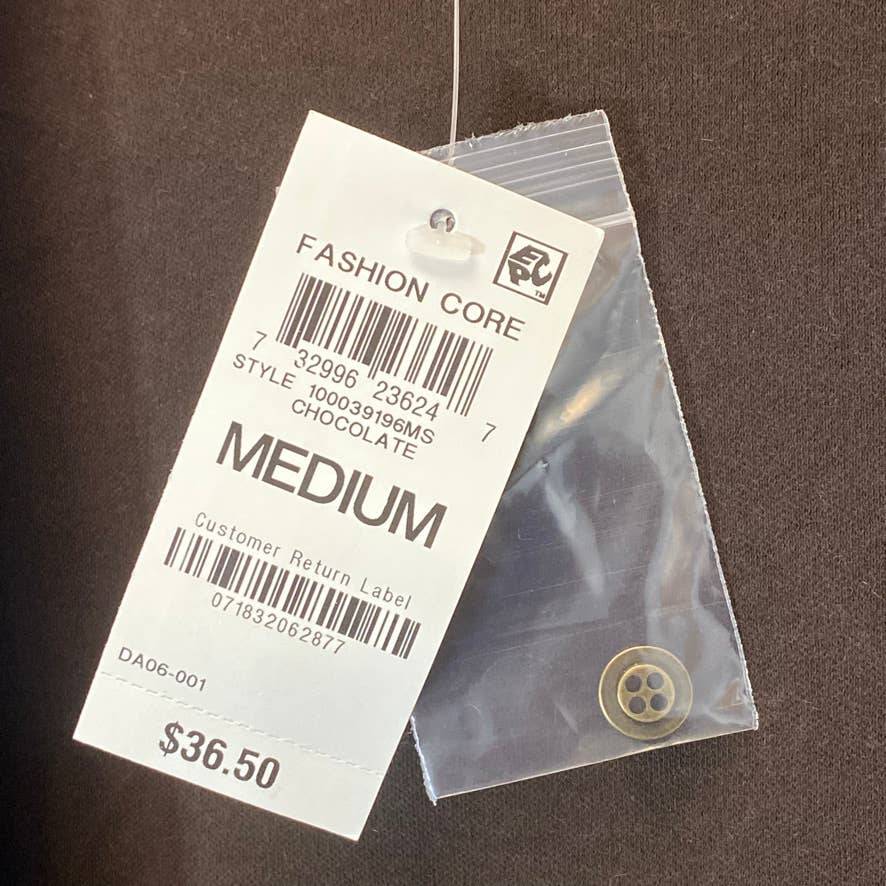 EPC
TM
FASHION CORE
7 32996 23624 7
STYLE 100039196MS
CHOCOLATE
MEDIUM
Customer Return Label
071832062877
DA06-001
$36.50